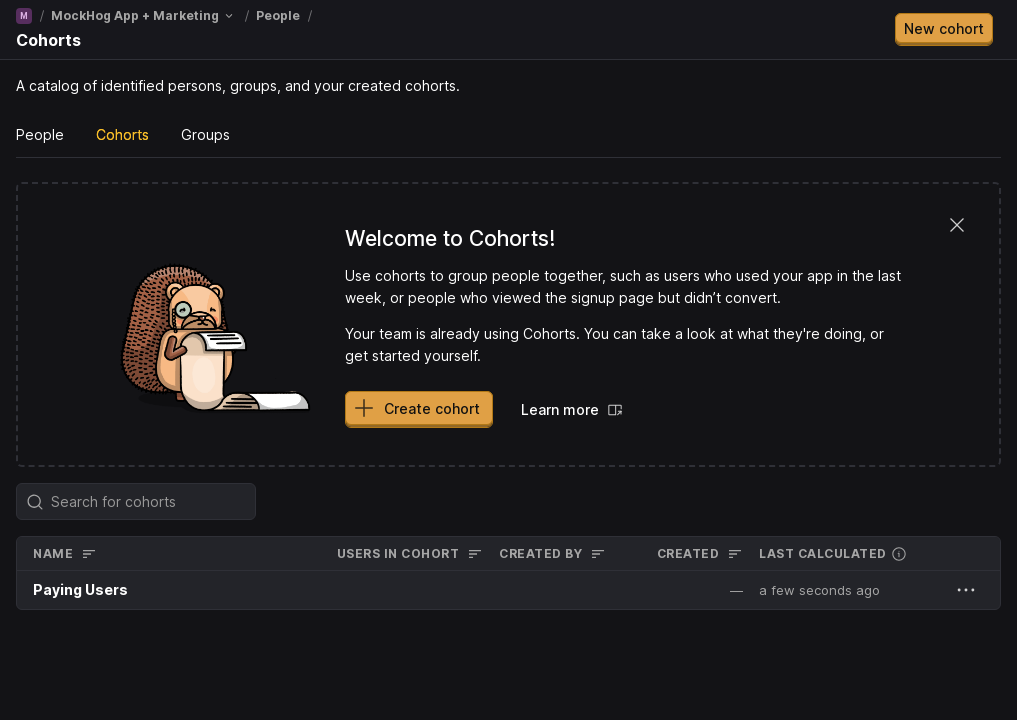 M / MockHog App + Marketing / People /
Cohorts
New cohort
A catalog of identified persons, groups, and your created cohorts.
People Cohorts Groups
Welcome to Cohorts!
Use cohorts to group people together, such as users who used your app in the last
week, or people who viewed the signup page but didn’t convert.
Your team is already using Cohorts. You can take a look at what they're doing, or
get started yourself.
Create cohort Learn more
Search for cohorts
NAME USERS IN COHORT CREATED BY CREATED LAST CALCULATED
Paying Users — a few seconds ago